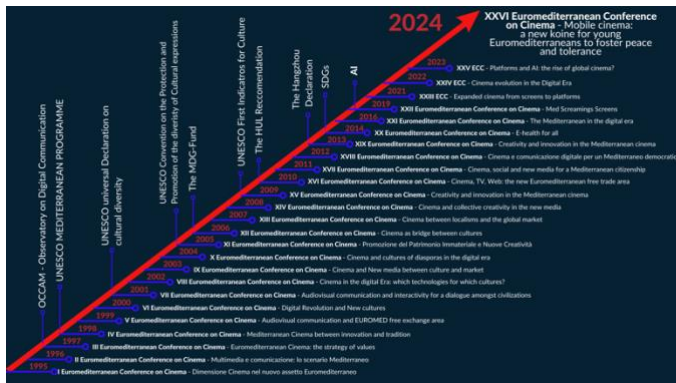 2024
XXVI Euromediterranean Conference
on Cinema - Mobile cinema:
a new koine for young
Euromediterraneans to foster peace
and tolerance
2023
XXV ECC - Platforms and AI: the rise of global cinema?
2022
XXIV ECC - Cinema evolution in the Digital Era
2021
XXIII ECC - Expanded cinema from screens to platforms
2019
XXII Euromediterranean Conference on Cinema - Med Screamings Screens
2016
XXI Euromediterranean Conference on Cinema - The Mediterranean in the digital era
2014
XX Euromediterranean Conference on Cinema - E-health for all
2013
XIX Euromediterranean Conference on Cinema - Creativity and innovation in the Mediterranean cinema
2012
XVIII Euromediterranean Conference on Cinema - Cinema e comunicazione digitale per un Mediterraneo democratic
2011
XVII Euromediterranean Conference on Cinema - Cinema, social and new media for a Mediterranean citizenship
2010
XVI Euromediterranean Conference on Cinema - Cinema, TV, Web: the new Euromediterranean free trade area
2009
XV Euromediterranean Conference on Cinema - Creativity and innovation in the Mediterranean cinema
2008
XIV Euromediterranean Conference on Cinema - Cinema and collective creativity in the new media
2007
XIII Euromediterranean Conference on Cinema - Cinema between localisms and the global market
2006
XII Euromediterranean Conference on Cinema - Cinema as bridge between cultures
2005
XI Euromediterranean Conference on Cinema - Promozione del Patrimonio Immateriale e Nuove Creatività
2004
X Euromediterranean Conference on Cinema - Cinema and cultures of diasporas in the digital era
2003
IX Euromediterranean Conference on Cinema - Cinema and New media between culture and market
2002
VIII Euromediterranean Conference on Cinema - Cinema in the digital Era: which technologies for which cultures?
2001
VII Euromediterranean Conference on Cinema - Audiovisual communication and interactivity for a dialogue amongst civilizations
2000
VI Euromediterranean Conference on Cinema - Digital Revolution and New cultures
1999
V Euromediterranean Conference on Cinema - Audiovisual communication and EUROMED free exchange area
1998
IV Euromediterranean Conference on Cinema - Mediterranean Cinema between Innovation and tradition
1997
III Euromediterranean Conference on Cinema - Euromediterranean Cinema: the strategy of values
1996
II Euromediterranean Conference on Cinema - Multimedia e comunicazione: lo scenario Mediterraneo
1995
I Euromediterranean Conference on Cinema - Dimensione Cinema nel nuovo assetto Euromediterraneo
OCCAM - Observatory on Digital Communication
UNESCO MEDITERRANEAN PROGRAMME
UNESCO universal Declaration on
cultural diversity
UNESCO Convention on the Protection and
Promotion of the diveristy of Cultural expressions
The MDG-Fund
UNESCO First Indicatros for Culture
The HUL Reccomendation
The Hangzhou
Declaration
SDGs
AI